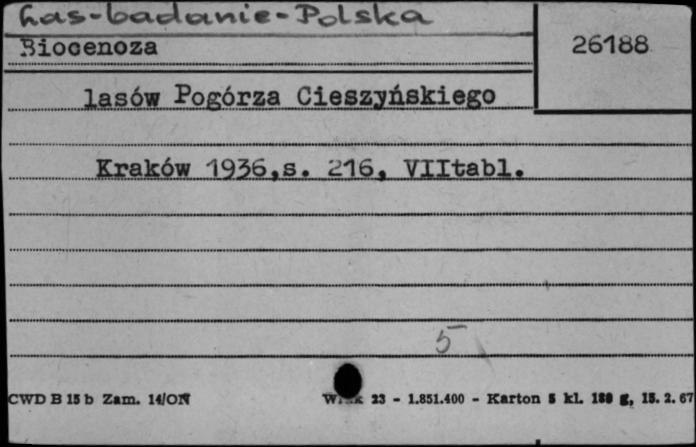 Las-badanie-Polska
Biocenoza
26188
lasów Pogórza Cieszyńskiego
Kraków 1936,s. 216, VIItabl.
5
CWD B 15 b Zam. 14/ON
23 - 1.851.400 - Karton 5 kl. 180 g, 15. 2. 67